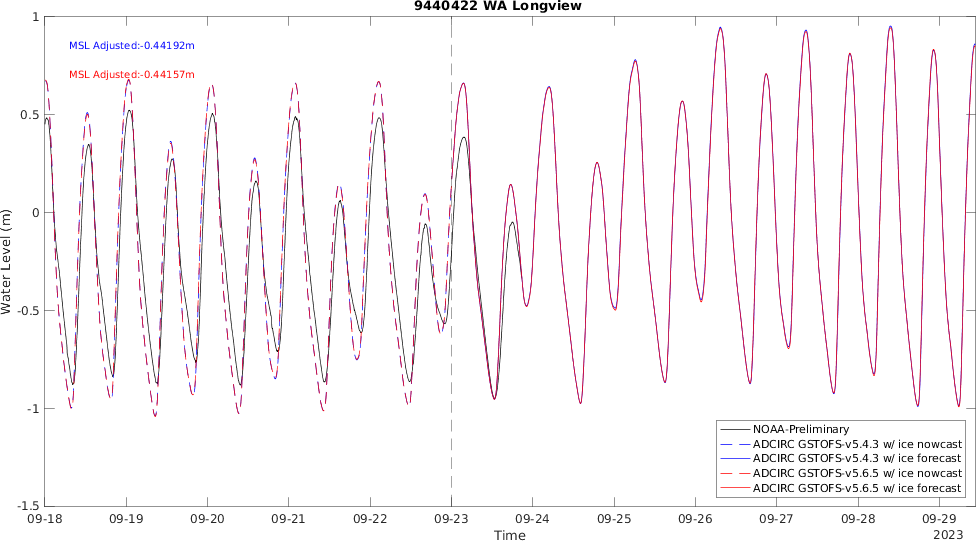 9440422 WA Longview
MSL Adjusted:-0.44192m
MSL Adjusted:-0.44157m
1
0.5
0
-0.5
-1
-1.5
Water Level (m)
09-18 09-19 09-20 09-21 09-22 09-23 09-24 09-25 09-26 09-27 09-28 09-29
Time
2023
NOAA-Preliminary
ADCIRC GSTOFS-v5.4.3 w/ ice nowcast
ADCIRC GSTOFS-v5.4.3 w/ ice forecast
ADCIRC GSTOFS-v5.6.5 w/ ice nowcast
ADCIRC GSTOFS-v5.6.5 w/ ice forecast